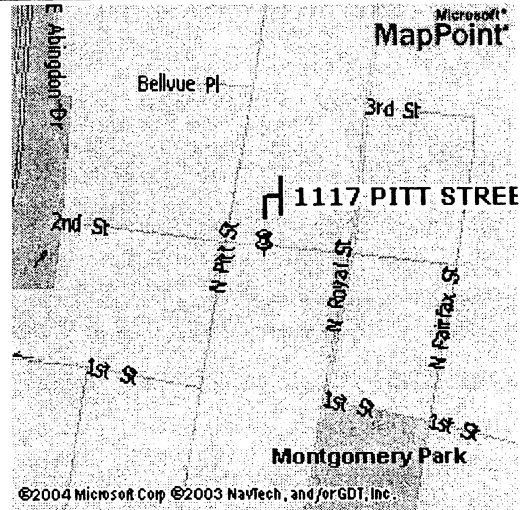 Microsoft®
MapPoint®
E Abingdon Dr
Bellvue Pl
3rd St
1117 PITT STREE
2nd St
N Pitt St
N Royal St
N Fairfax St
1st St
1st St
1st St
Montgomery Park
©2004 Microsoft Corp ©2003 NavTech, and/or GDT, Inc.